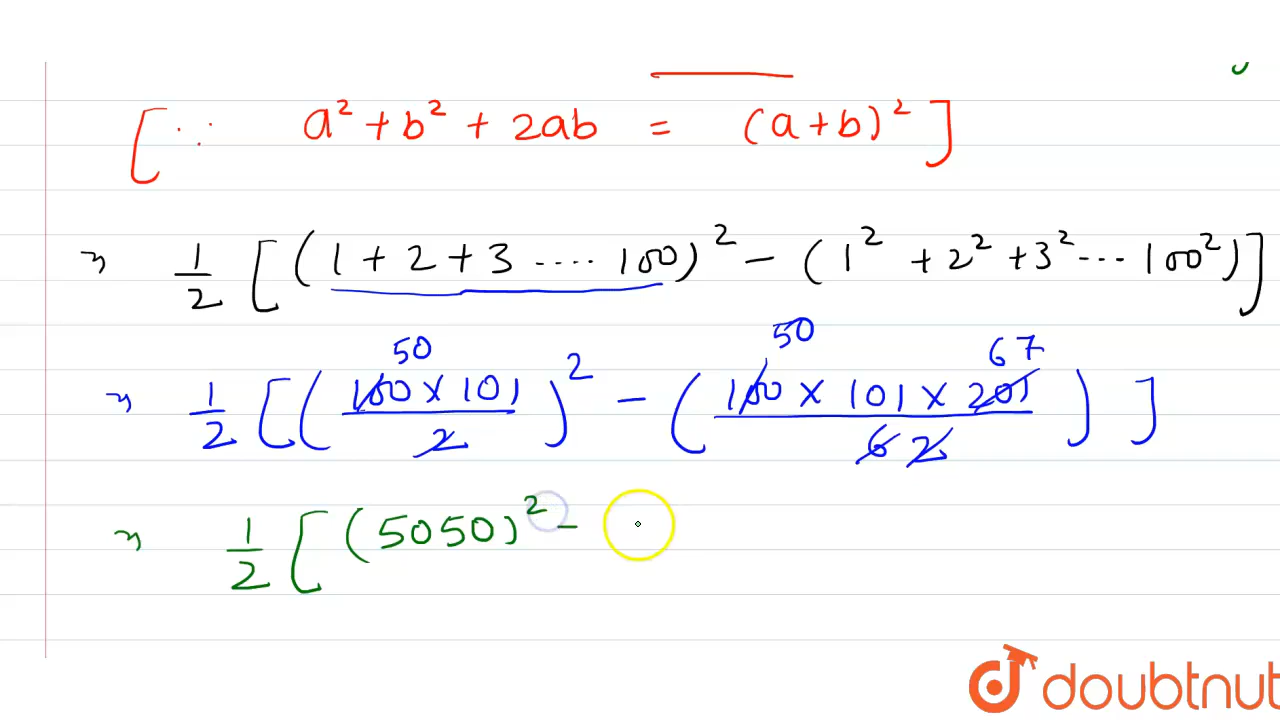 [∵ a² + b² + 2ab = (a+b)²]
⇒ 1/2 [(1 + 2 + 3 ..... 100)² − (1² + 2² + 3² ... 100²)]
50 50 67
⇒ 1/2 [(100 × 101 / 2)² − (100 × 101 × 201 / 6 2)]
⇒ 1/2 [(5050)² −
doubtnut